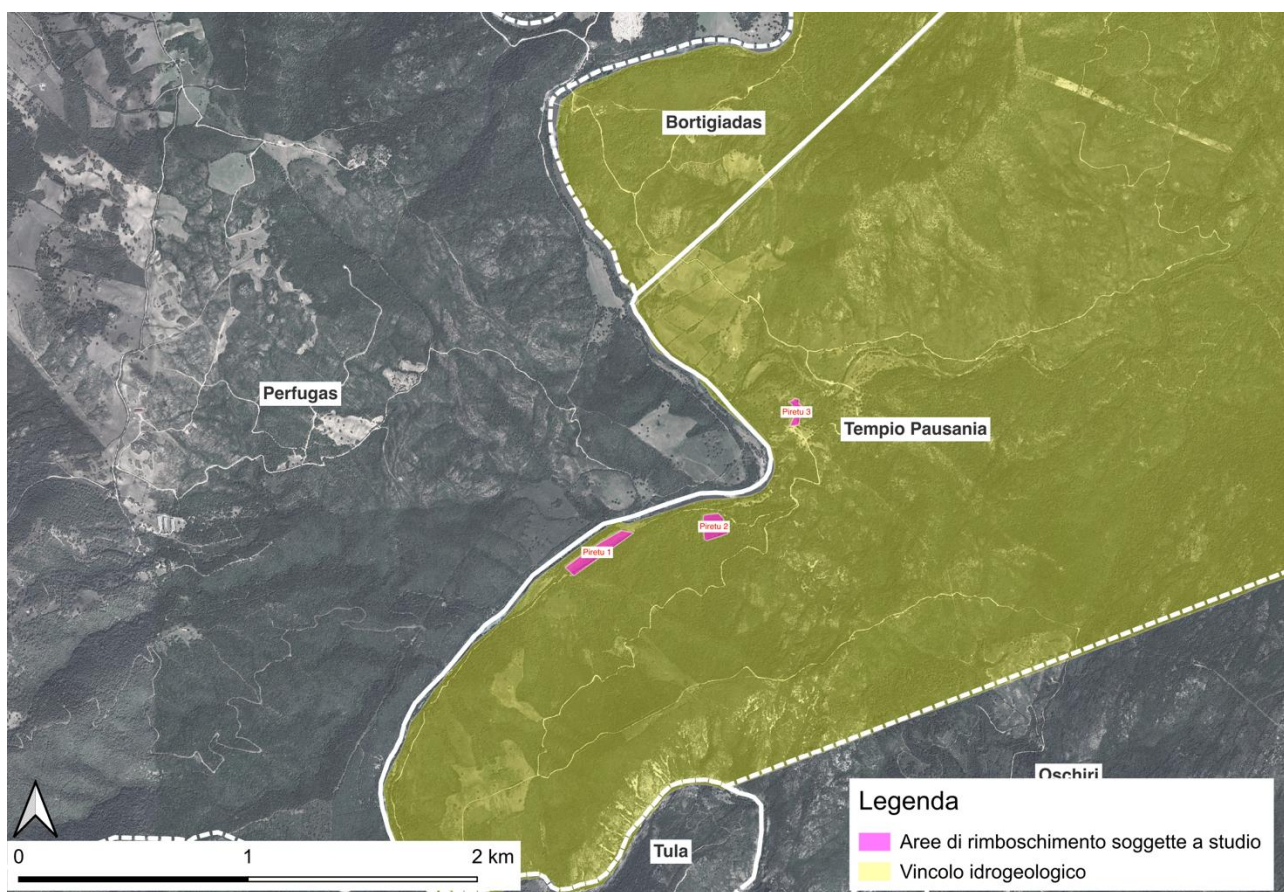 Bortigiadas
Perfugas
Piretu 3
Tempio Pausania
Piretu 2
Piretu 1
Oschiri
Tula
0 1 2 km
Legenda
Aree di rimboschimento soggette a studio
Vincolo idrogeologico